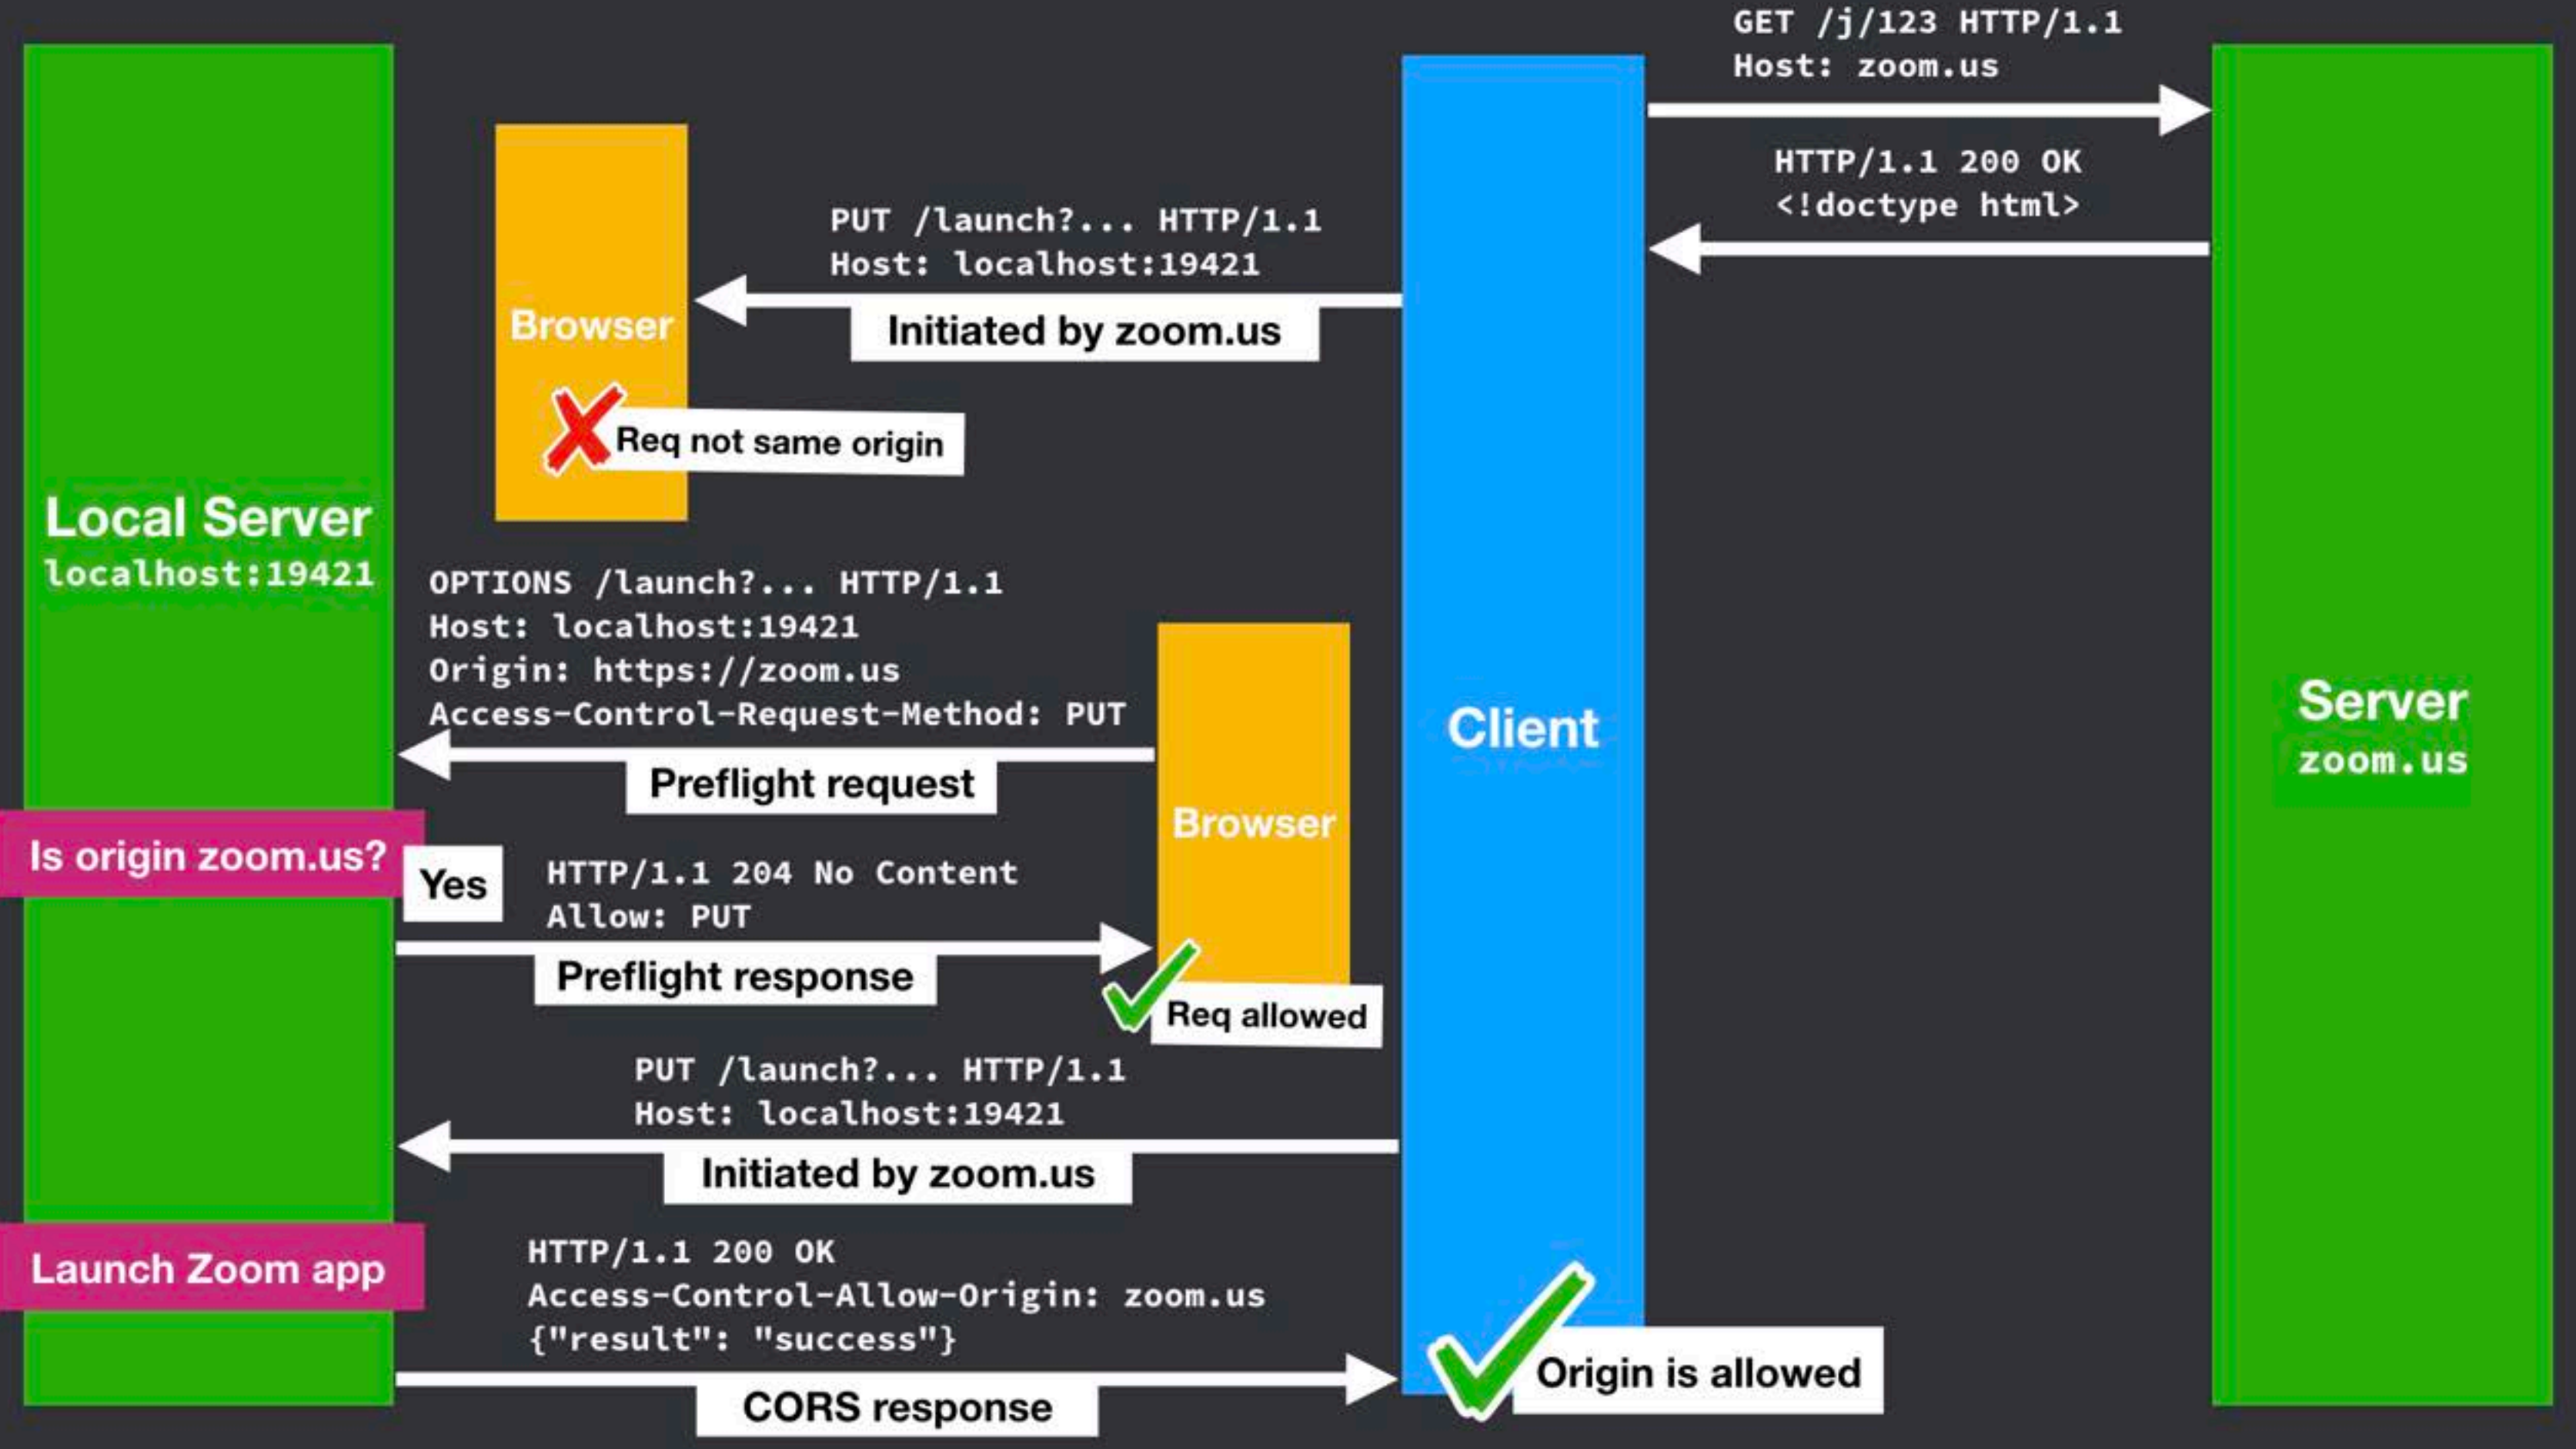 GET /j/123 HTTP/1.1
Host: zoom.us
HTTP/1.1 200 OK
<!doctype html>
PUT /launch?... HTTP/1.1
Host: localhost:19421
Initiated by zoom.us
Browser
Req not same origin
Local Server
localhost:19421
OPTIONS /launch?... HTTP/1.1
Host: localhost:19421
Origin: https://zoom.us
Access-Control-Request-Method: PUT
Preflight request
Client
Server
zoom.us
Browser
Is origin zoom.us?
Yes
HTTP/1.1 204 No Content
Allow: PUT
Preflight response
Req allowed
PUT /launch?... HTTP/1.1
Host: localhost:19421
Initiated by zoom.us
Launch Zoom app
HTTP/1.1 200 OK
Access-Control-Allow-Origin: zoom.us
{"result": "success"}
CORS response
Origin is allowed